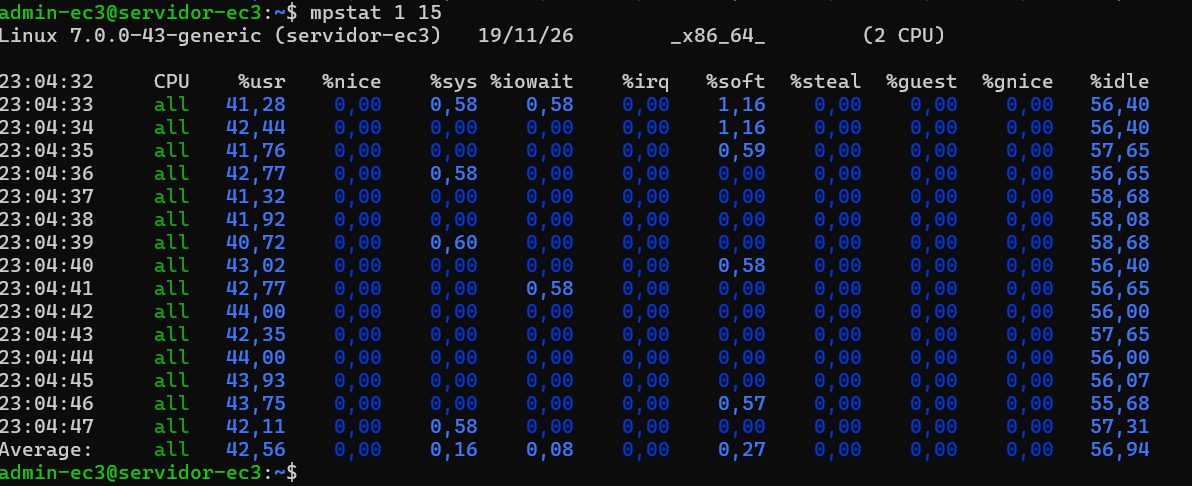 admin-ec3@servidor-ec3:~$ mpstat 1 15
Linux 7.0.0-43-generic (servidor-ec3)   19/11/26        _x86_64_        (2 CPU)

23:04:32     CPU    %usr   %nice    %sys %iowait    %irq   %soft  %steal  %guest  %gnice   %idle
23:04:33     all   41,28    0,00    0,58    0,58    0,00    1,16    0,00    0,00    0,00   56,40
23:04:34     all   42,44    0,00    0,00    0,00    0,00    1,16    0,00    0,00    0,00   56,40
23:04:35     all   41,76    0,00    0,00    0,00    0,00    0,59    0,00    0,00    0,00   57,65
23:04:36     all   42,77    0,00    0,58    0,00    0,00    0,00    0,00    0,00    0,00   56,65
23:04:37     all   41,32    0,00    0,00    0,00    0,00    0,00    0,00    0,00    0,00   58,68
23:04:38     all   41,92    0,00    0,00    0,00    0,00    0,00    0,00    0,00    0,00   58,08
23:04:39     all   40,72    0,00    0,60    0,00    0,00    0,00    0,00    0,00    0,00   58,68
23:04:40     all   43,02    0,00    0,00    0,00    0,00    0,58    0,00    0,00    0,00   56,40
23:04:41     all   42,77    0,00    0,00    0,58    0,00    0,00    0,00    0,00    0,00   56,65
23:04:42     all   44,00    0,00    0,00    0,00    0,00    0,00    0,00    0,00    0,00   56,00
23:04:43     all   42,35    0,00    0,00    0,00    0,00    0,00    0,00    0,00    0,00   57,65
23:04:44     all   44,00    0,00    0,00    0,00    0,00    0,00    0,00    0,00    0,00   56,00
23:04:45     all   43,93    0,00    0,00    0,00    0,00    0,00    0,00    0,00    0,00   56,07
23:04:46     all   43,75    0,00    0,00    0,00    0,00    0,57    0,00    0,00    0,00   55,68
23:04:47     all   42,11    0,00    0,58    0,00    0,00    0,00    0,00    0,00    0,00   57,31
Average:     all   42,56    0,00    0,16    0,08    0,00    0,27    0,00    0,00    0,00   56,94
admin-ec3@servidor-ec3:~$